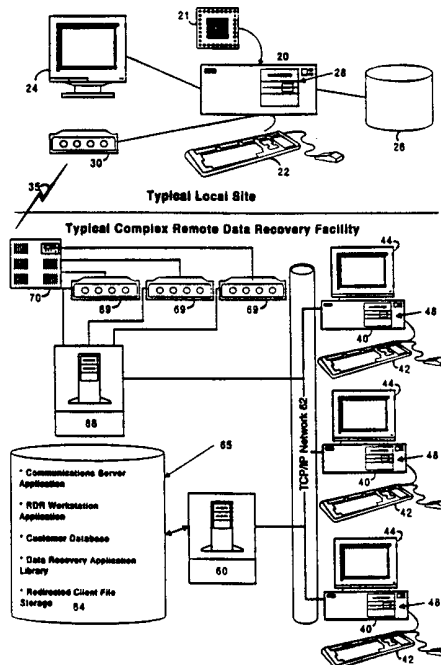 21
20
24
28
26
30
22
35
Typical Local Site
Typical Complex Remote Data Recovery Facility
44
70
69
69
69
48
40
42
68
TCP/IP Network 62
44
65
48
40
* Communications Server
Application
42
* RDR Workstation
Application
* Customer Database
44
* Data Recovery Application
Library
60
* Redirected Client File
Storage
64
48
40
42